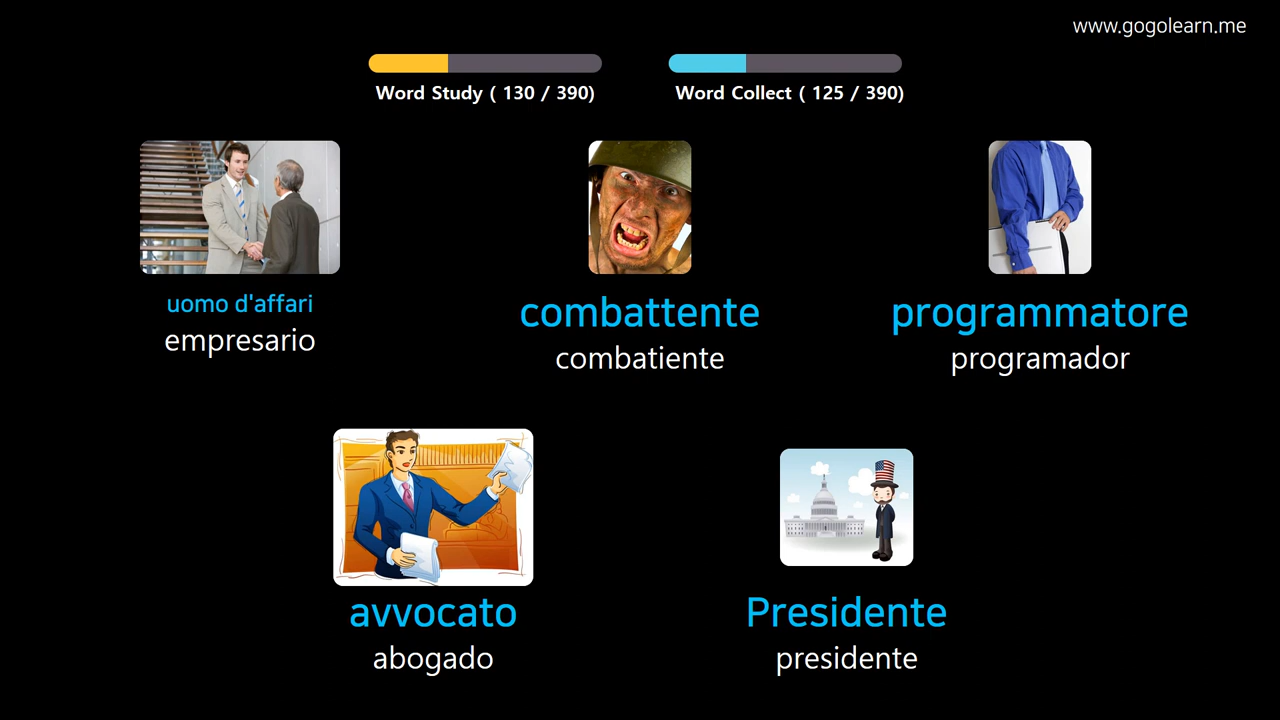 www.gogolearn.me
Word Study ( 130 / 390)
Word Collect ( 125 / 390)
uomo d'affari
empresario
combattente
combatiente
programmatore
programador
avvocato
abogado
Presidente
presidente